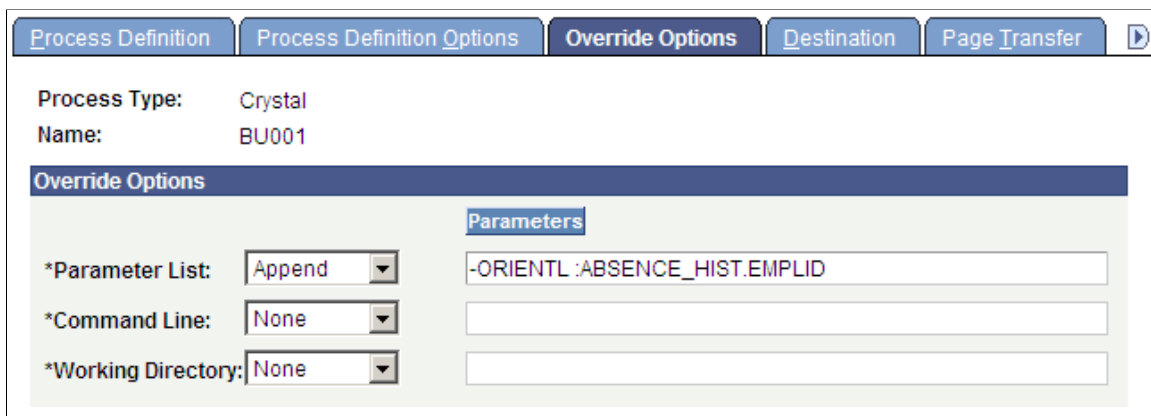 Process Definition Process Definition Options Override Options Destination Page Transfer
Process Type: Crystal
Name: BU001
Override Options
Parameters
*Parameter List: Append -ORIENTL :ABSENCE_HIST.EMPLID
*Command Line: None
*Working Directory: None